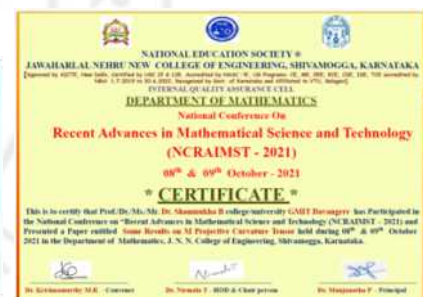 NATIONAL EDUCATION SOCIETY ®
JAWAHARLAL NEHRU NEW COLLEGE OF ENGINEERING, SHIVAMOGGA, KARNATAKA
INTERNAL QUALITY ASSURANCE CELL
DEPARTMENT OF MATHEMATICS
National Conference On
Recent Advances in Mathematical Science and Technology
(NCRAIMST - 2021)
08th & 09th October - 2021
* CERTIFICATE *
This is to certify that Prof./Dr./Ms./Mr. Dr. Shanmukha B college/university GMIT Davangere has Participated in
the National Conference on "Recent Advances in Mathematical Science and Technology (NCRAIMST - 2021) and
Presented a Paper entitled Some Results on M Projective Curvature Tensor held during 08th & 09th October
2021 in the Department of Mathematics, J. N. N. College of Engineering, Shivamogga, Karnataka.
Dr. M.K - Convener Dr. Nirmala T - HOD & Chair person Dr. Manjunatha P - Principal